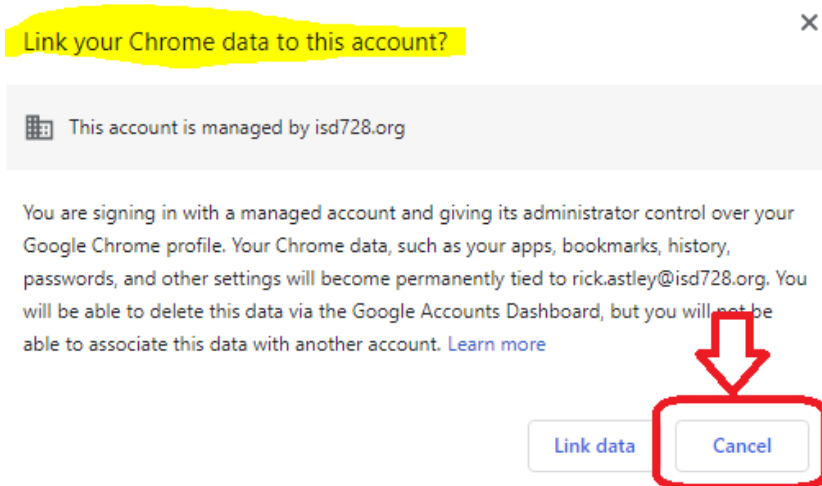 Link your Chrome data to this account?
This account is managed by isd728.org
You are signing in with a managed account and giving its administrator control over your
Google Chrome profile. Your Chrome data, such as your apps, bookmarks, history,
passwords, and other settings will become permanently tied to rick.astley@isd728.org. You
will be able to delete this data via the Google Accounts Dashboard, but you will not be
able to associate this data with another account. Learn more
Link data Cancel